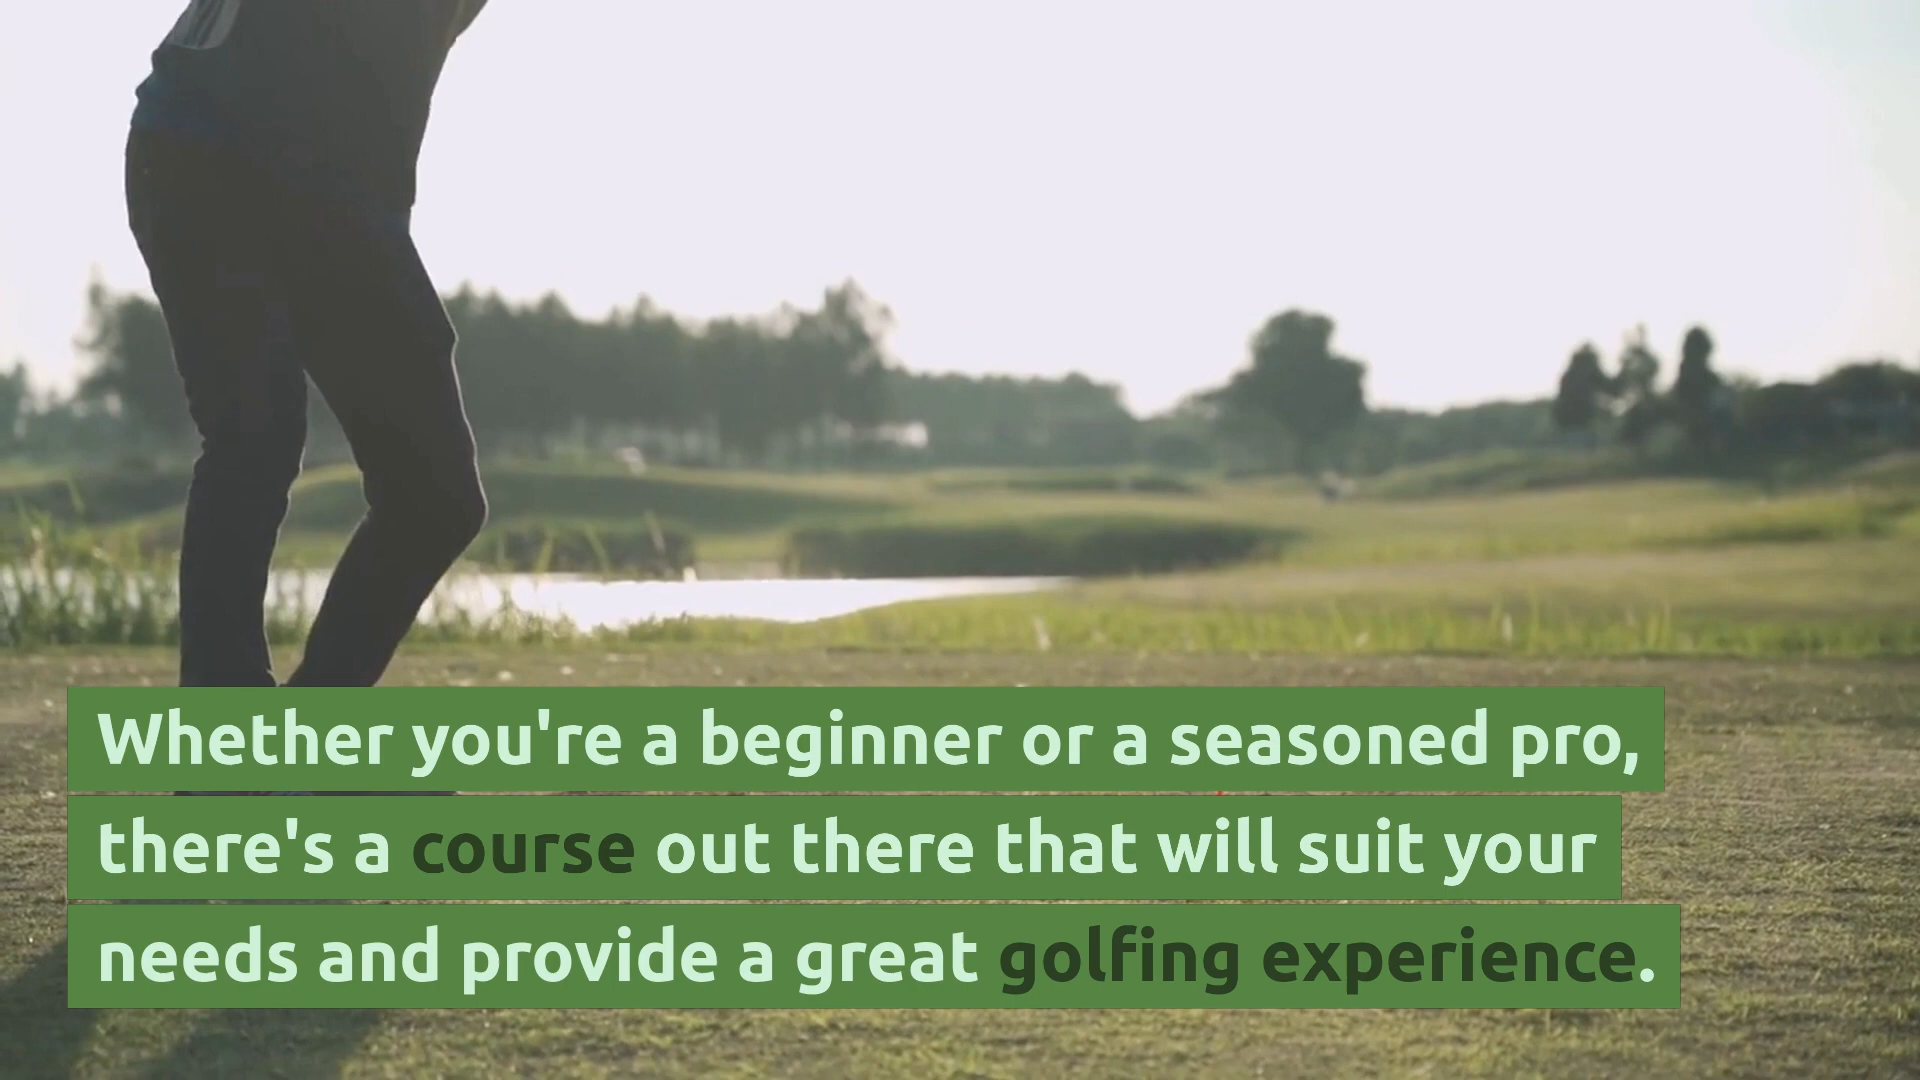 Whether you're a beginner or a seasoned pro,
there's a course out there that will suit your
needs and provide a great golfing experience.